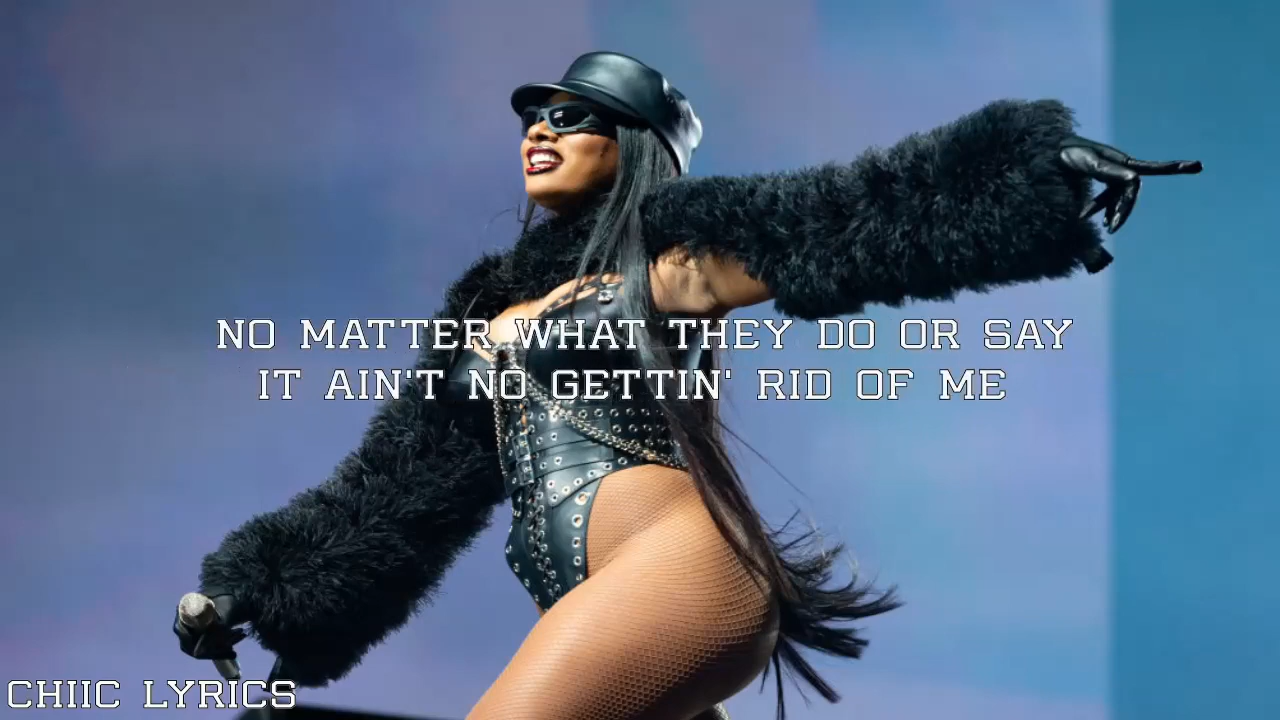 NO MATTER WHAT THEY DO OR SAY
IT AIN'T NO GETTIN' RID OF ME
CHIIC LYRICS